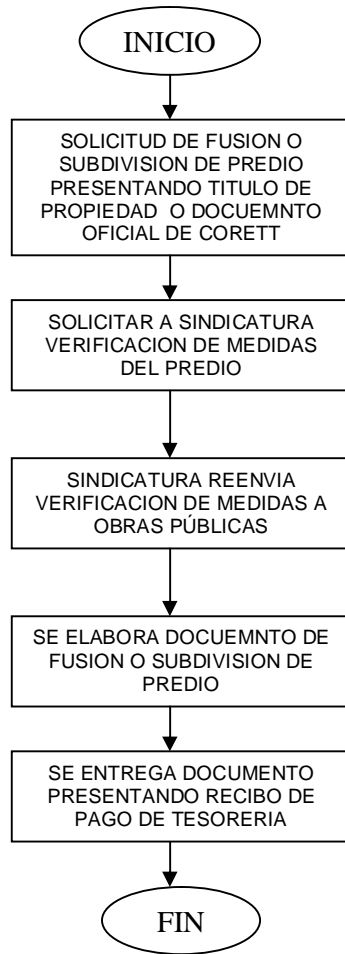 INICIO
SOLICITUD DE FUSION O
SUBDIVISION DE PREDIO
PRESENTANDO TITULO DE
PROPIEDAD O DOCUEMNTO
OFICIAL DE CORETT
SOLICITAR A SINDICATURA
VERIFICACION DE MEDIDAS
DEL PREDIO
SINDICATURA REENVIA
VERIFICACION DE MEDIDAS A
OBRAS PÚBLICAS
SE ELABORA DOCUEMNTO DE
FUSION O SUBDIVISION DE
PREDIO
SE ENTREGA DOCUMENTO
PRESENTANDO RECIBO DE
PAGO DE TESORERIA
FIN